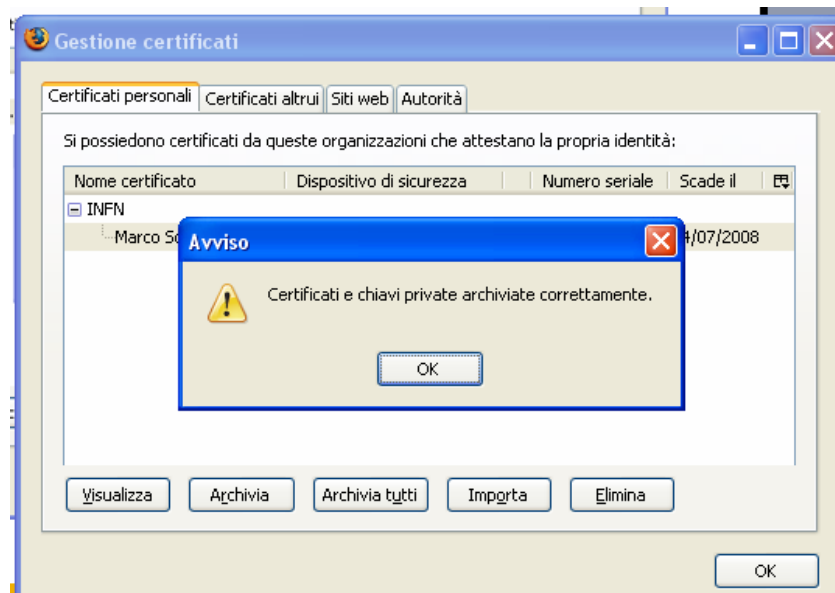 Gestione certificati
Certificati personali Certificati altrui Siti web Autorità
Si possiedono certificati da queste organizzazioni che attestano la propria identità:
Nome certificato Dispositivo di sicurezza Numero seriale Scade il
INFN
Marco
Avviso
/07/2008
Certificati e chiavi private archiviate correttamente.
OK
Visualizza Archivia Archivia tutti Importa Elimina
OK